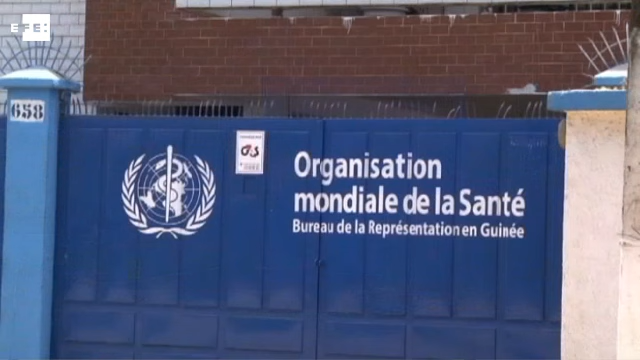 EFE:
658
G4S
Organisation
mondiale de la Santé
Bureau de la Représentation en Guinée